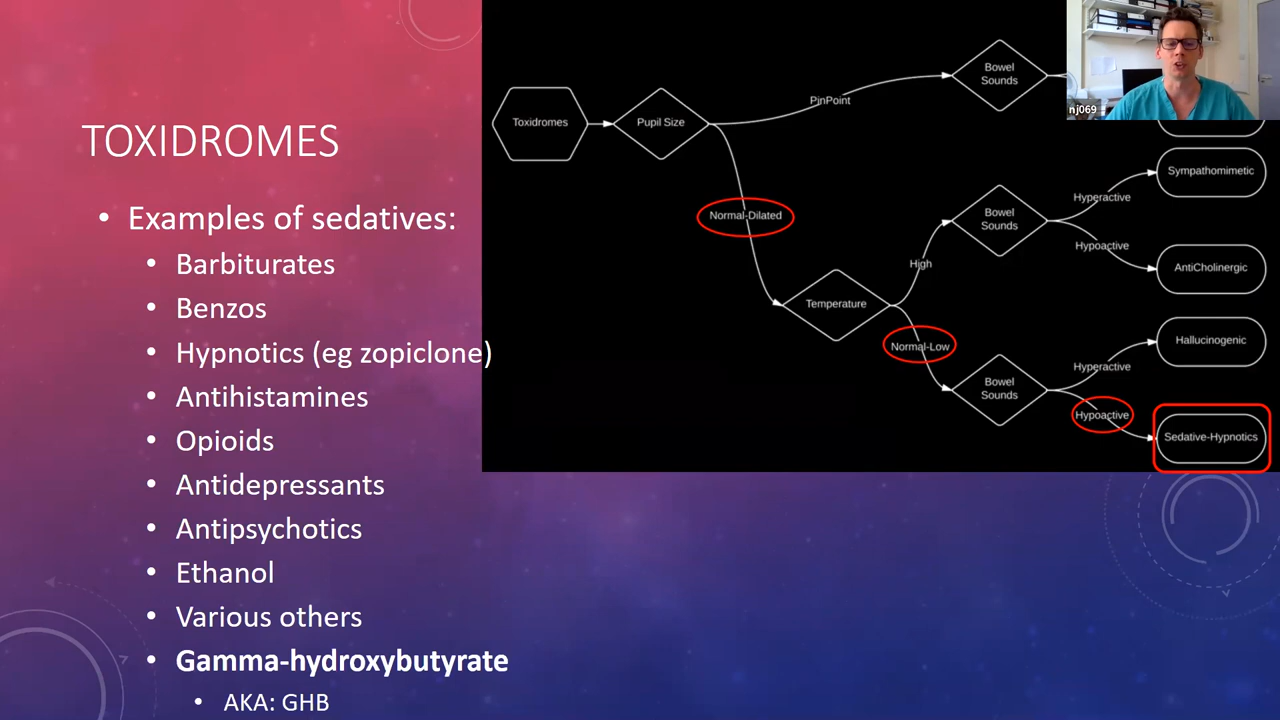 TOXIDROMES
• Examples of sedatives:
• Barbiturates
• Benzos
• Hypnotics (eg zopiclone)
• Antihistamines
• Opioids
• Antidepressants
• Antipsychotics
• Ethanol
• Various others
• Gamma-hydroxybutyrate
• AKA: GHB
Toxidromes
Pupil Size
PinPoint
Bowel
Sounds
Normal-Dilated
Temperature
High
Bowel
Sounds
Hyperactive
Sympathomimetic
Hypoactive
AntiCholinergic
Normal-Low
Bowel
Sounds
Hyperactive
Hallucinogenic
Hypoactive
Sedative-Hypnotics
nj069